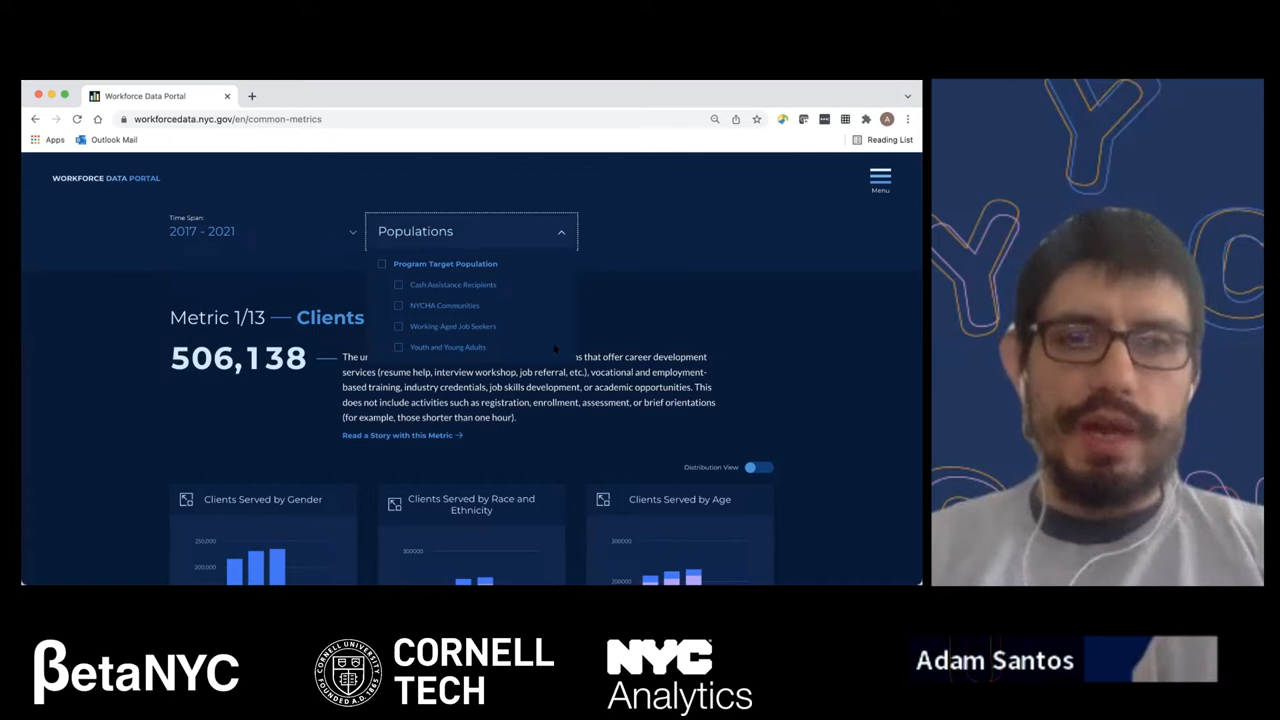 Workforce Data Portal
workforcedata.nyc.gov/en/common-metrics
A
Apps
Outlook Mail
Reading List
WORKFORCE DATA PORTAL
Menu
Time Span:
2017 - 2021
Populations
Program Target Population
Cash Assistance Recipients
NYCHA Communities
Working-Aged Job Seekers
Youth and Young Adults
Metric 1/13 — Clients
506,138
The un
s that offer career development
services (resume help, interview workshop, job referral, etc.), vocational and employment-
based training, industry credentials, job skills development, or academic opportunities. This
does not include activities such as registration, enrollment, assessment, or brief orientations
(for example, those shorter than one hour).
Read a Story with this Metric →
Distribution View
Clients Served by Gender
250,000
200,000
Clients Served by Race and
Ethnicity
300000
Clients Served by Age
300000
200000
βetaNYC
CORNELL
TECH
NYC
Analytics
Adam Santos